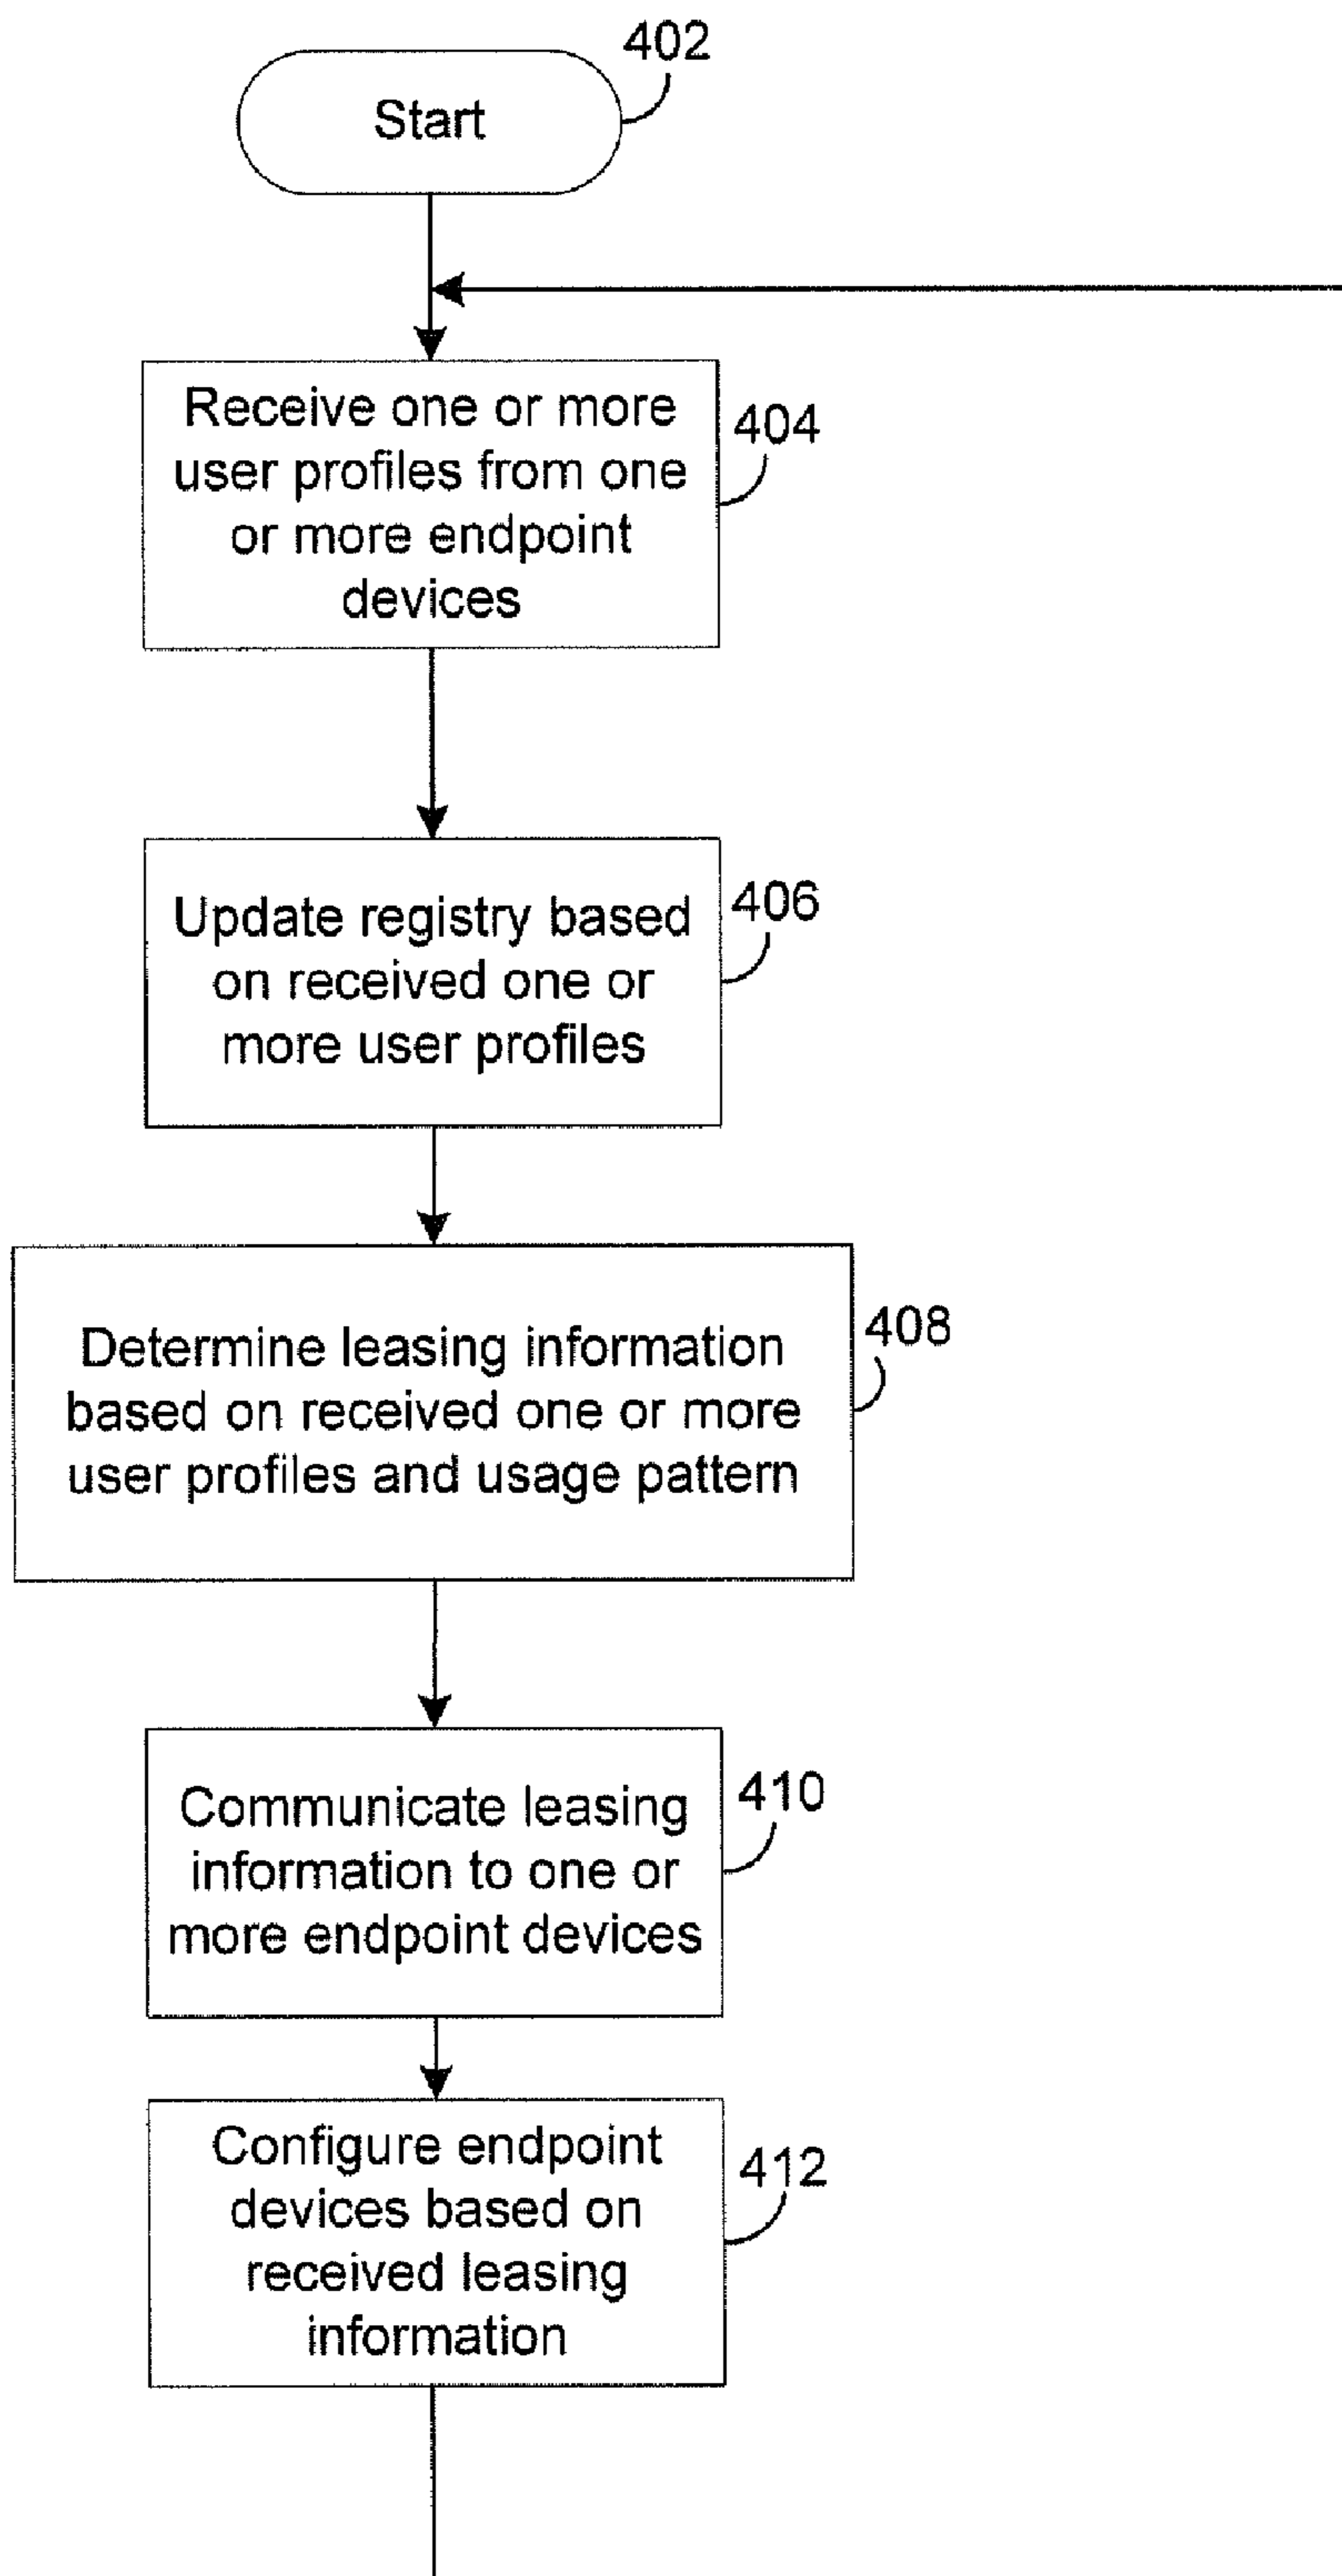 402
Start
Receive one or more
user profiles from one
or more endpoint
devices
404
Update registry based
on received one or
more user profiles
406
Determine leasing information
based on received one or more
user profiles and usage pattern
408
Communicate leasing
information to one or
more endpoint devices
410
Configure endpoint
devices based on
received leasing
information
412